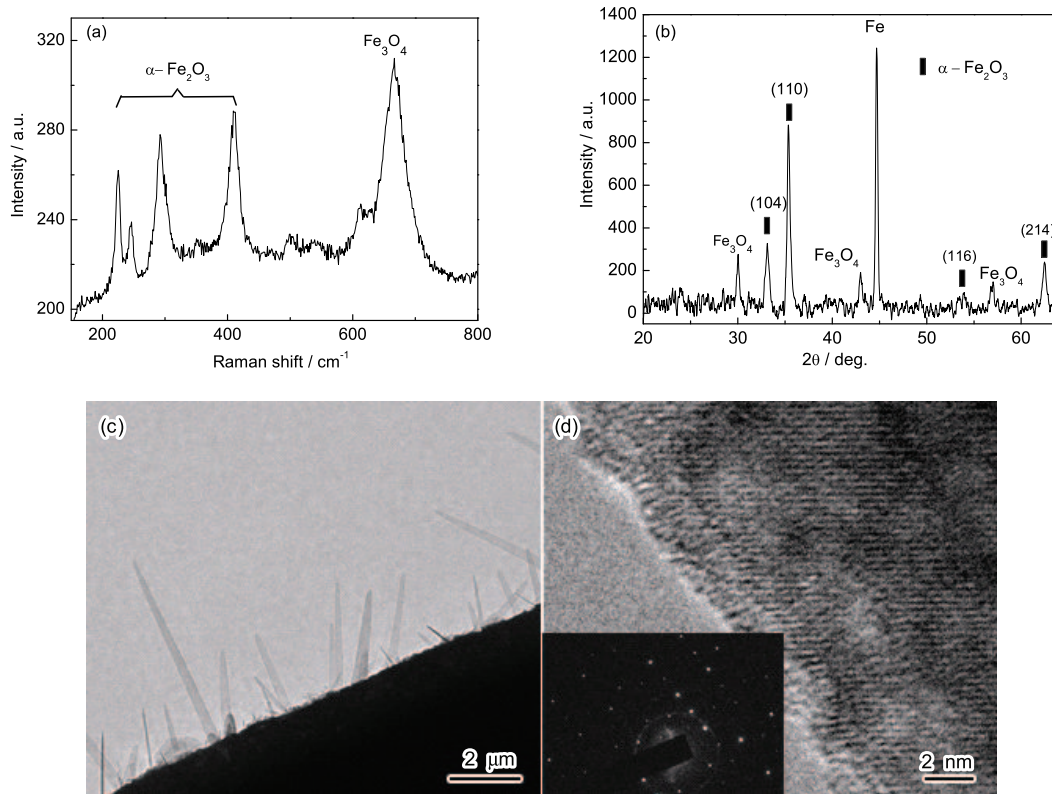 (a)
Fe₃O₄
α– Fe₂O₃
320
280
240
200
Intensity / a.u.
200 400 600 800
Raman shift / cm⁻¹
(b)
Fe
α – Fe₂O₃
(110)
(104)
Fe₃O₄
Fe₃O₄
(116)
Fe₃O₄
(214)
1400
1200
1000
800
600
400
200
0
Intensity / a.u.
20 30 40 50 60
2θ / deg.
(c)
2 μm
(d)
2 nm